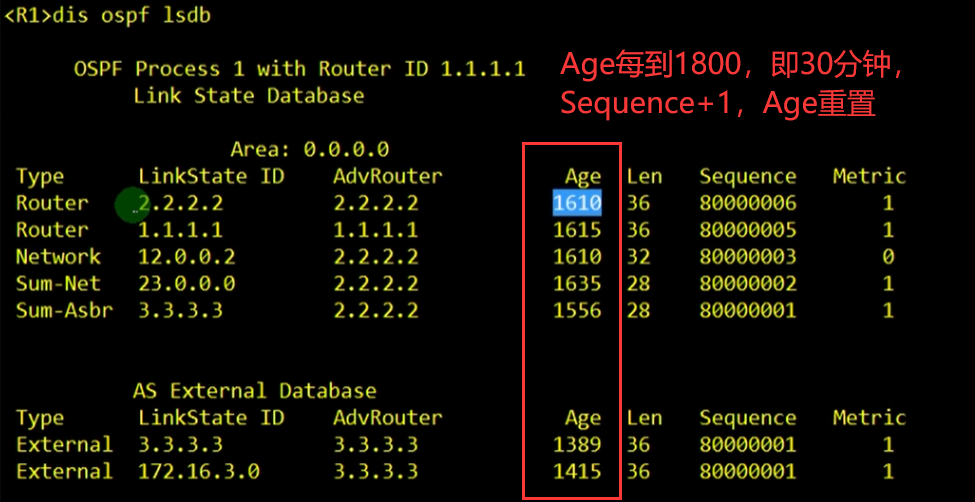 <R1>dis ospf lsdb
OSPF Process 1 with Router ID 1.1.1.1
Link State Database
Age每到1800，即30分钟，
Sequence+1，Age重置
Area: 0.0.0.0
Type LinkState ID AdvRouter Age Len Sequence Metric
Router 2.2.2.2 2.2.2.2 1610 36 80000006 1
Router 1.1.1.1 1.1.1.1 1615 36 80000005 1
Network 12.0.0.2 2.2.2.2 1610 32 80000003 0
Sum-Net 23.0.0.0 2.2.2.2 1635 28 80000002 1
Sum-Asbr 3.3.3.3 2.2.2.2 1556 28 80000001 1
AS External Database
Type LinkState ID AdvRouter Age Len Sequence Metric
External 3.3.3.3 3.3.3.3 1389 36 80000001 1
External 172.16.3.0 3.3.3.3 1415 36 80000001 1